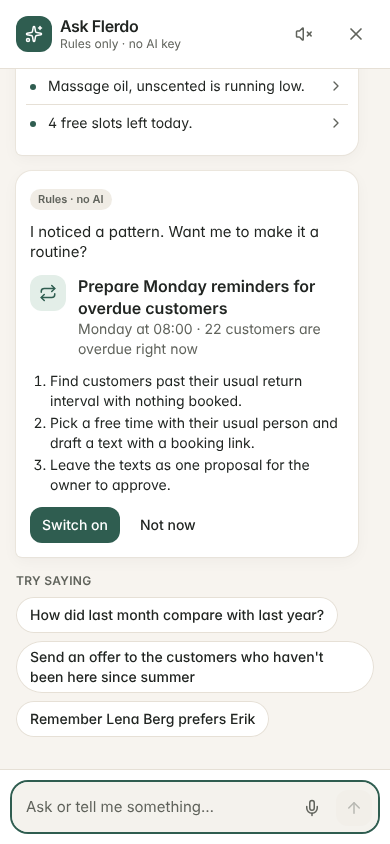 Ask Flerdo
Rules only · no AI key
Massage oil, unscented is running low.
4 free slots left today.
Rules · no AI
I noticed a pattern. Want me to make it a
routine?
Prepare Monday reminders for
overdue customers
Monday at 08:00 · 22 customers are
overdue right now
1. Find customers past their usual return
interval with nothing booked.
2. Pick a free time with their usual person and
draft a text with a booking link.
3. Leave the texts as one proposal for the
owner to approve.
Switch on
Not now
TRY SAYING
How did last month compare with last year?
Send an offer to the customers who haven't
been here since summer
Remember Lena Berg prefers Erik
Ask or tell me something...